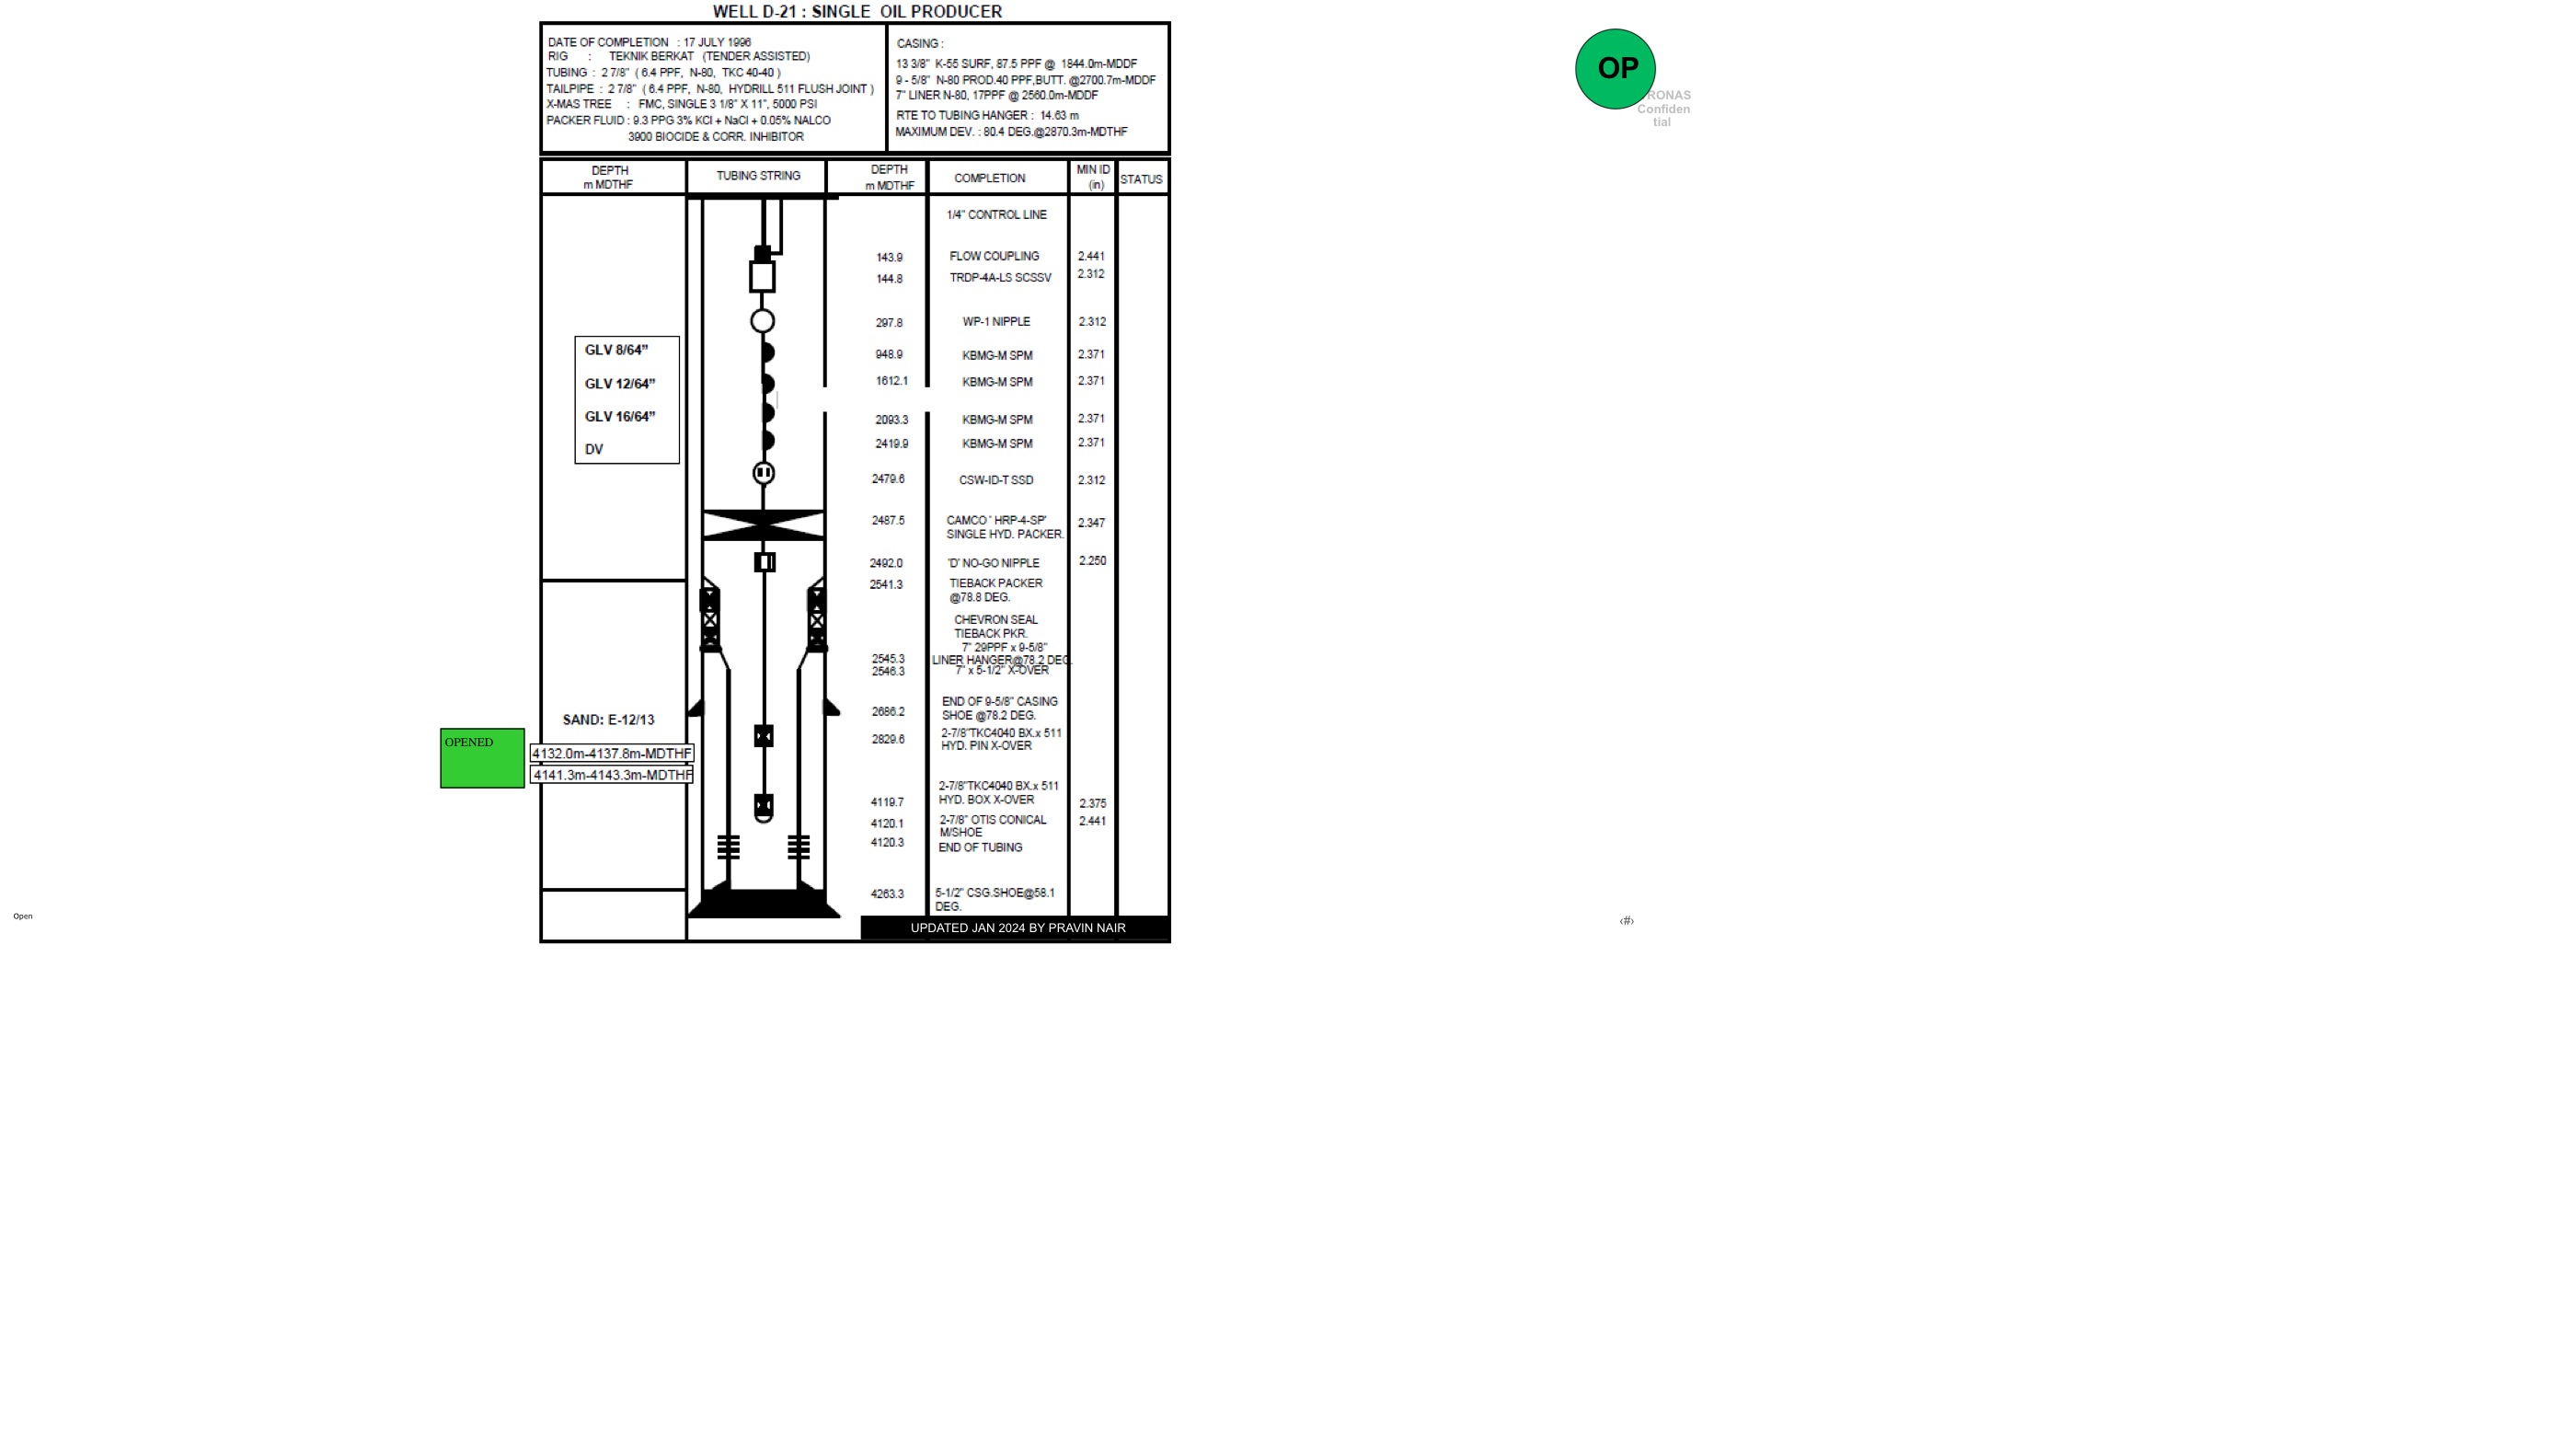 WELL D-21 : SINGLE OIL PRODUCER
DATE OF COMPLETION : 17 JULY 1996
RIG : TEKNIK BERKAT (TENDER ASSISTED)
TUBING : 2 7/8" ( 6.4 PPF, N-80, TKC 40-40 )
TAILPIPE : 2 7/8" ( 6.4 PPF, N-80, HYDRILL 511 FLUSH JOINT )
X-MAS TREE : FMC, SINGLE 3 1/8" X 11", 5000 PSI
PACKER FLUID : 9.3 PPG 3% KCl + NaCl + 0.05% NALCO
3900 BIOCIDE & CORR. INHIBITOR
CASING :
13 3/8" K-55 SURF, 87.5 PPF @ 1844.0m-MDDF
9 - 5/8" N-80 PROD.40 PPF,BUTT. @2700.7m-MDDF
7" LINER N-80, 17PPF @ 2560.0m-MDDF
RTE TO TUBING HANGER : 14.63 m
MAXIMUM DEV. : 80.4 DEG.@2870.3m-MDTHF
OP
RONAS
Confiden
tial
DEPTH
m MDTHF
TUBING STRING
DEPTH
m MDTHF
COMPLETION
MIN ID
(in)
STATUS
1/4" CONTROL LINE
143.9 FLOW COUPLING 2.441
144.8 TRDP-4A-LS SCSSV 2.312
297.8 WP-1 NIPPLE 2.312
GLV 8/64”
948.9 KBMG-M SPM 2.371
GLV 12/64”
1612.1 KBMG-M SPM 2.371
GLV 16/64”
2093.3 KBMG-M SPM 2.371
DV
2419.9 KBMG-M SPM 2.371
2479.6 CSW-ID-T SSD 2.312
2487.5 CAMCO ' HRP-4-SP' 2.347
SINGLE HYD. PACKER.
2492.0 'D' NO-GO NIPPLE 2.250
2541.3 TIEBACK PACKER
@78.8 DEG.
CHEVRON SEAL
TIEBACK PKR.
7" 29PPF x 9-5/8"
2545.3 LINER HANGER@78.2 DEG.
2546.3 7" x 5-1/2" X-OVER
2686.2 END OF 9-5/8" CASING
SHOE @78.2 DEG.
SAND: E-12/13
OPENED
4132.0m-4137.8m-MDTHF
4141.3m-4143.3m-MDTHF
2829.6 2-7/8"TKC4040 BX.x 511
HYD. PIN X-OVER
2-7/8"TKC4040 BX.x 511
4119.7 HYD. BOX X-OVER 2.375
4120.1 2-7/8" OTIS CONICAL 2.441
M/SHOE
4120.3 END OF TUBING
4263.3 5-1/2" CSG.SHOE@58.1
DEG.
UPDATED JAN 2024 BY PRAVIN NAIR
Open
‹#›